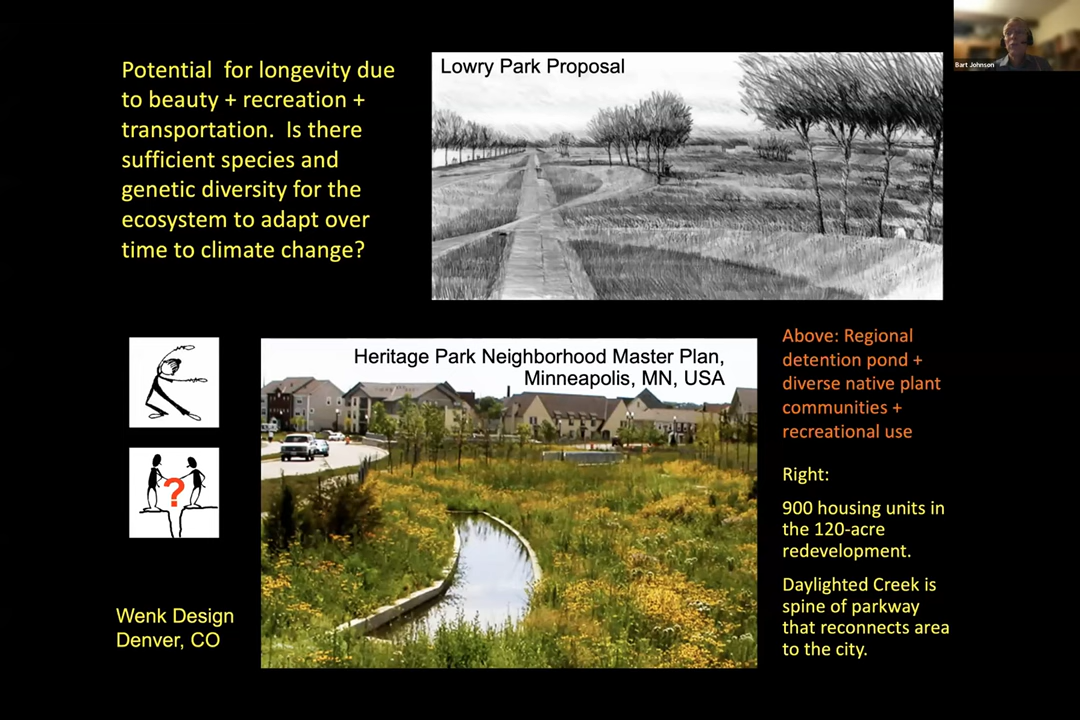 Bart Johnson
Potential for longevity due
to beauty + recreation +
transportation. Is there
sufficient species and
genetic diversity for the
ecosystem to adapt over
time to climate change?
Lowry Park Proposal
Heritage Park Neighborhood Master Plan,
Minneapolis, MN, USA
Above: Regional
detention pond +
diverse native plant
communities +
recreational use
Right:
900 housing units in
the 120-acre
redevelopment.
Daylighted Creek is
spine of parkway
that reconnects area
to the city.
?
Wenk Design
Denver, CO